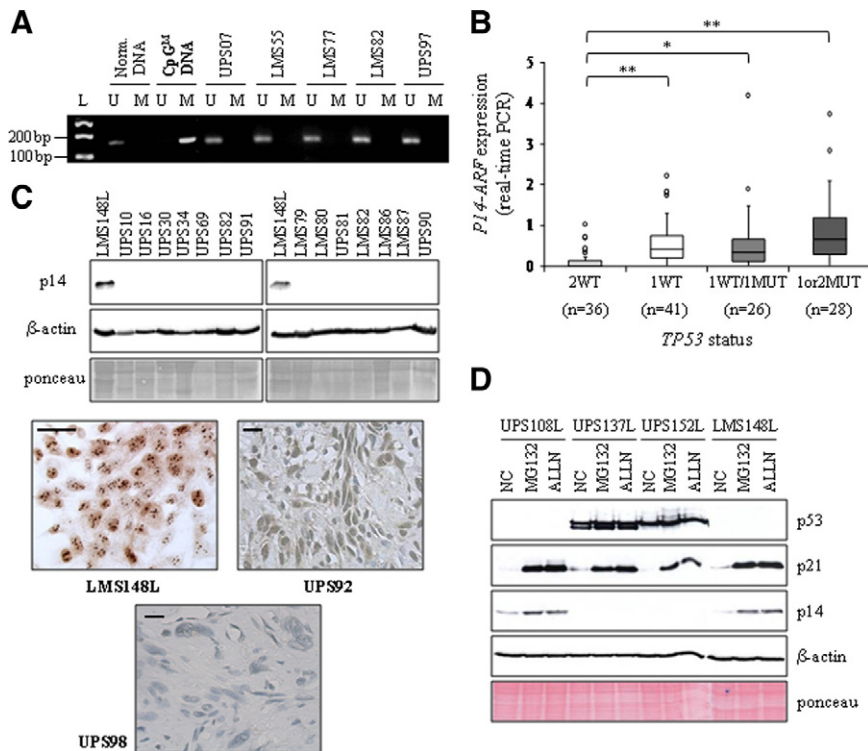 A
Norm. DNA
CpG^M DNA
UPS07
LMS55
LMS77
LMS82
UPS97
L U M U M U M U M U M U M U M
200 bp
100 bp
B
P14-ARF expression
(real-time PCR)
5
4
3
2
1
0
**
*
**
2WT 1WT 1WT/1MUT 1or2MUT
(n=36) (n=41) (n=26) (n=28)
TP53 status
C
LMS148L UPS10 UPS16 UPS30 UPS34 UPS69 UPS82 UPS91
LMS148L LMS79 LMS80 UPS81 LMS82 LMS86 LMS87 UPS90
p14
β-actin
ponceau
LMS148L
UPS92
UPS98
D
UPS108L UPS137L UPS152L LMS148L
NC MG132 ALLN NC MG132 ALLN NC MG132 ALLN NC MG132 ALLN
p53
p21
p14
β-actin
ponceau